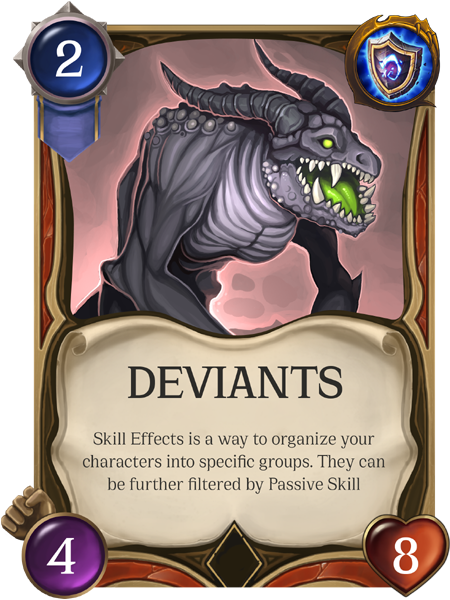 2
DEVIANTS
Skill Effects is a way to organize your
characters into specific groups. They can
be further filtered by Passive Skill
4
8